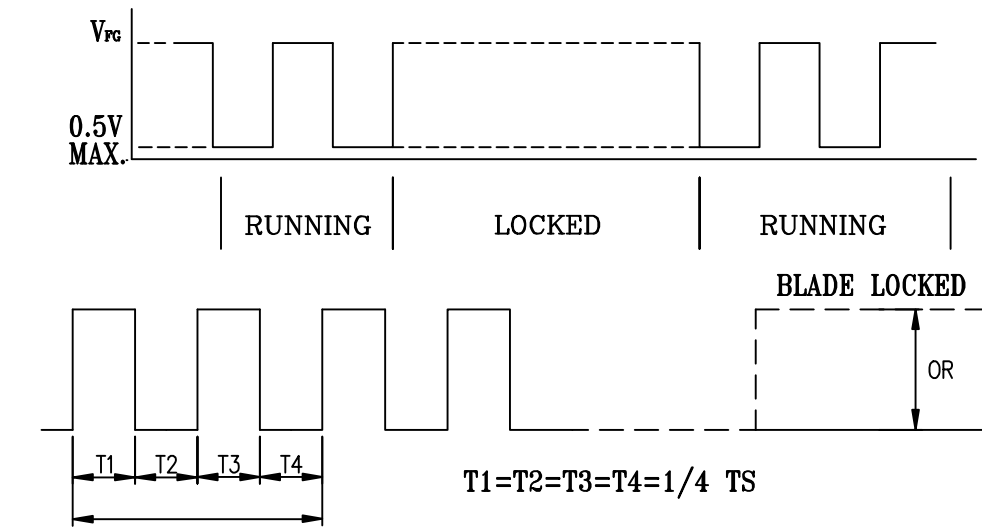 VFG
0.5V
MAX.
RUNNING LOCKED RUNNING
BLADE LOCKED
OR
T1 T2 T3 T4
T1=T2=T3=T4=1/4 TS